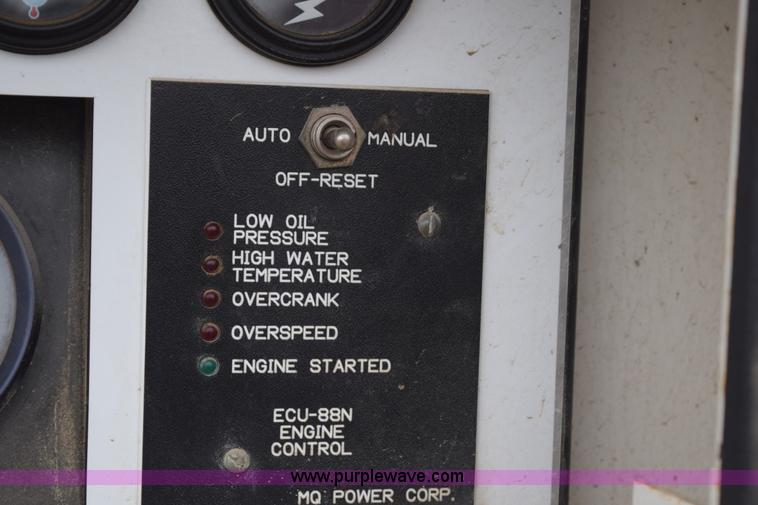 AUTO MANUAL
OFF-RESET
LOW OIL
PRESSURE
HIGH WATER
TEMPERATURE
OVERCRANK
OVERSPEED
ENGINE STARTED
ECU-88N
ENGINE
CONTROL
www.purplewave.com
MQ POWER CORP.